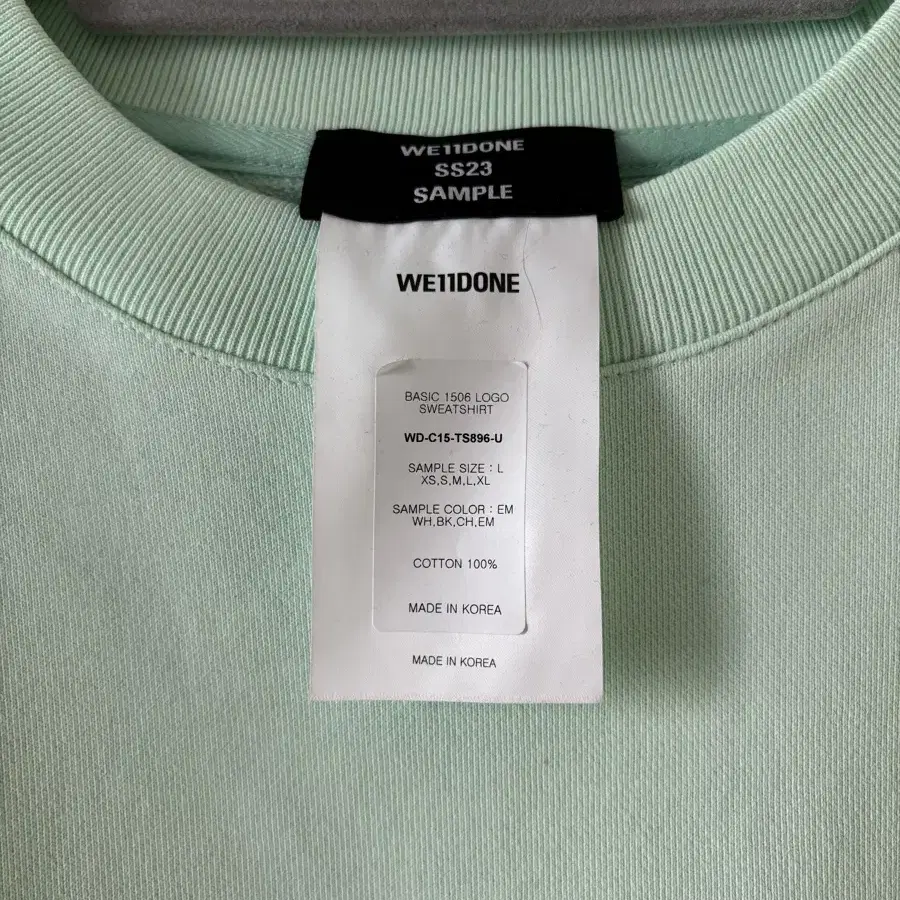 WE11DONE
SS23
SAMPLE
WE11DONE
BASIC 1506 LOGO
SWEATSHIRT
WD-C15-TS896-U
SAMPLE SIZE : L
XS,S,M,L,XL
SAMPLE COLOR : EM
WH,BK,CH,EM
COTTON 100%
MADE IN KOREA
MADE IN KOREA